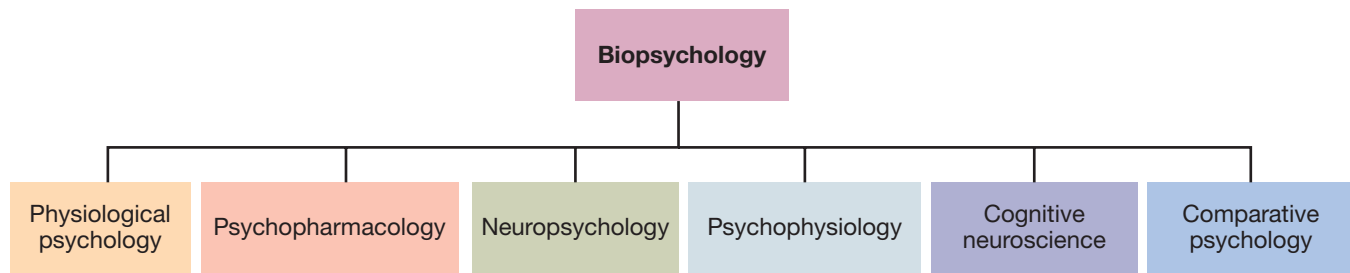 Biopsychology
Physiological
psychology
Psychopharmacology
Neuropsychology
Psychophysiology
Cognitive
neuroscience
Comparative
psychology